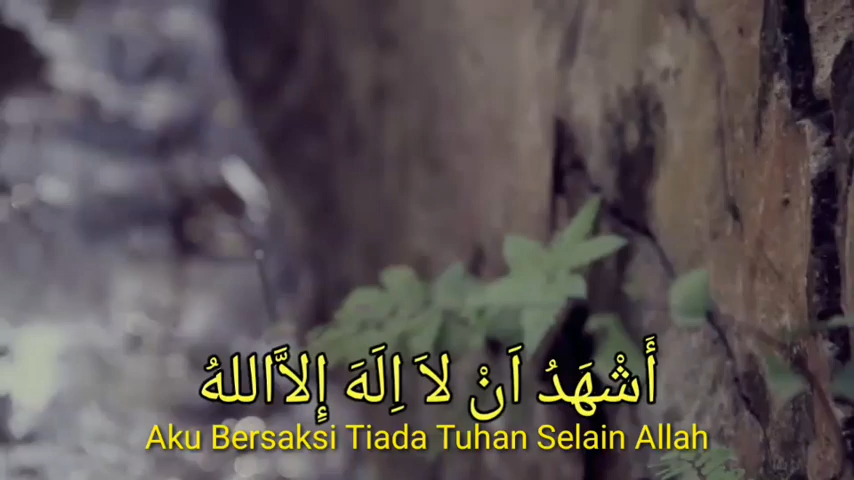 أَشْهَدُ اَنْ لاَ اِلَهَ إِلاَّاللهُ
Aku Bersaksi Tiada Tuhan Selain Allah